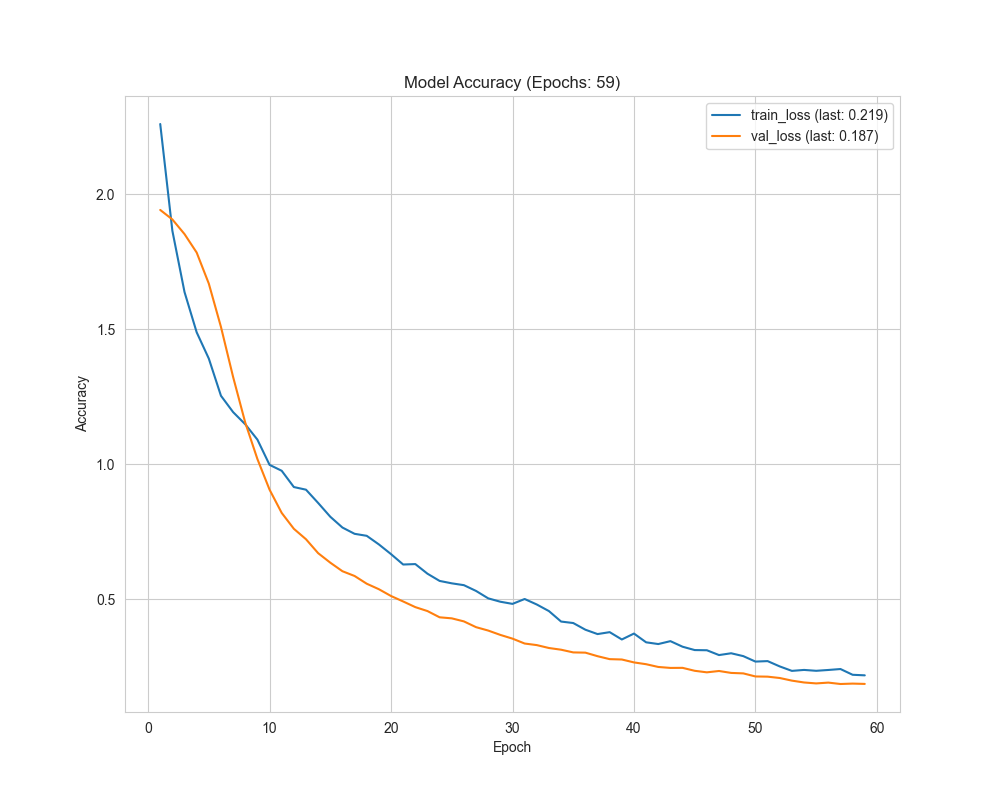 Model Accuracy (Epochs: 59)
train_loss (last: 0.219)
val_loss (last: 0.187)
2.0
1.5
1.0
0.5
Accuracy
0 10 20 30 40 50 60
Epoch